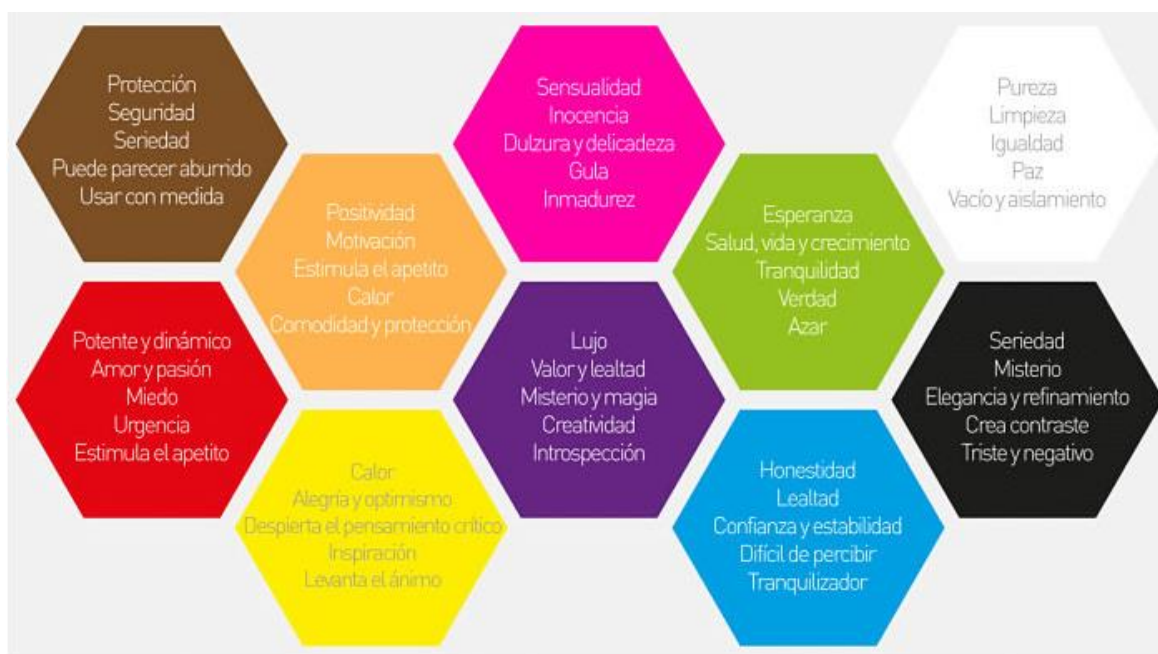 Protección
Seguridad
Seriedad
Puede parecer aburrido
Usar con medida
Sensualidad
Inocencia
Dulzura y delicadeza
Gula
Inmadurez
Pureza
Limpieza
Igualdad
Paz
Vacío y aislamiento
Positividad
Motivación
Estimula el apetito
Calor
Comodidad y protección
Esperanza
Salud, vida y crecimiento
Tranquilidad
Verdad
Azar
Potente y dinámico
Amor y pasión
Miedo
Urgencia
Estimula el apetito
Lujo
Valor y lealtad
Misterio y magia
Creatividad
Introspección
Seriedad
Misterio
Elegancia y refinamiento
Crea contraste
Triste y negativo
Calor
Alegría y optimismo
Despierta el pensamiento crítico
Inspiración
Levanta el ánimo
Honestidad
Lealtad
Confianza y estabilidad
Difícil de percibir
Tranquilizador